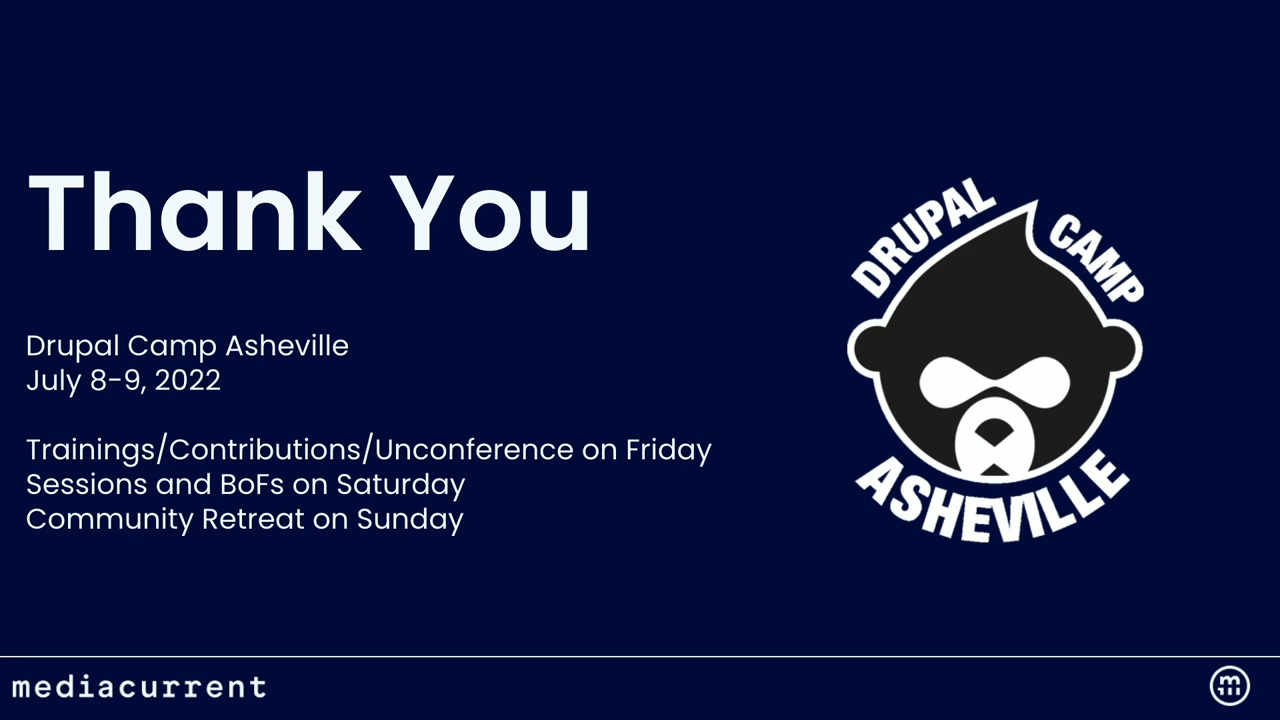 Thank You
Drupal Camp Asheville
July 8-9, 2022
Trainings/Contributions/Unconference on Friday
Sessions and BoFs on Saturday
Community Retreat on Sunday
DRUPAL CAMP
ASHEVILLE
mediacurrent
m